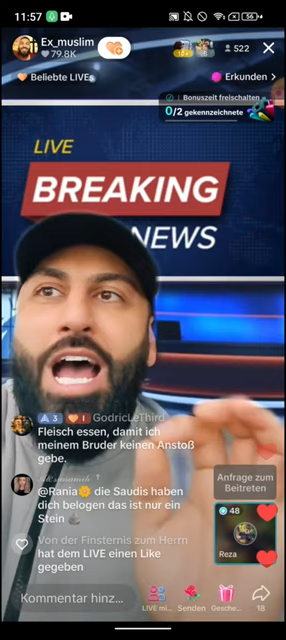 11:57
56
Ex_muslim
79.8K
522
Beliebte LIVEs
Erkunden >
Bonuszeit freischalten
0/2 gekennzeichnete
LIVE
BREAKING
NEWS
3 1 GodricLeThird
Fleisch essen, damit ich
meinem Bruder keinen Anstoß
gebe.
@Rania🌼 die Saudis haben
dich belogen das ist nur ein
Stein
Von der Finsternis zum Herrn
hat dem LIVE einen Like
gegeben
Anfrage zum
Beitreten
48
Reza
Kommentar hinz...
LIVE mi...
Senden
Gesche...
18